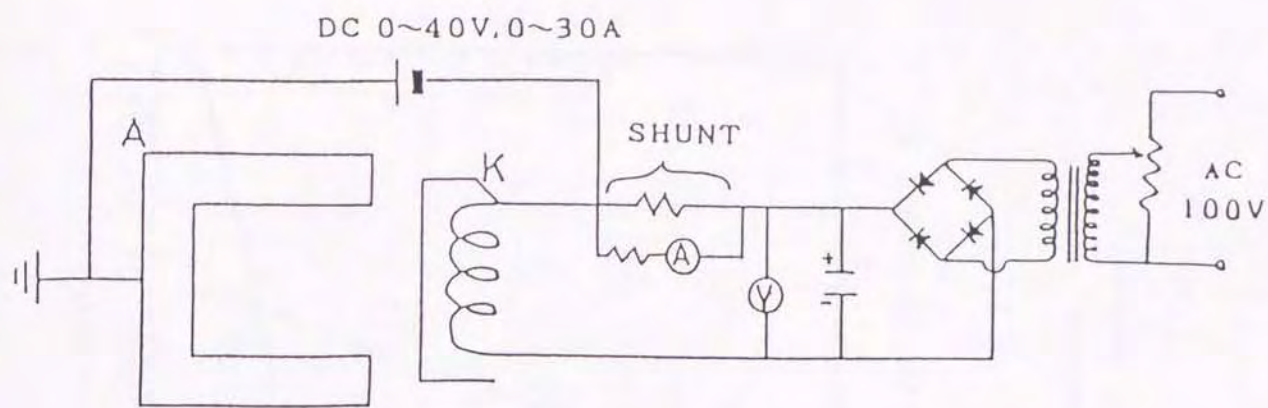 DC 0~40V, 0~30A
A
SHUNT
K
AC
100V
A
+
V
-